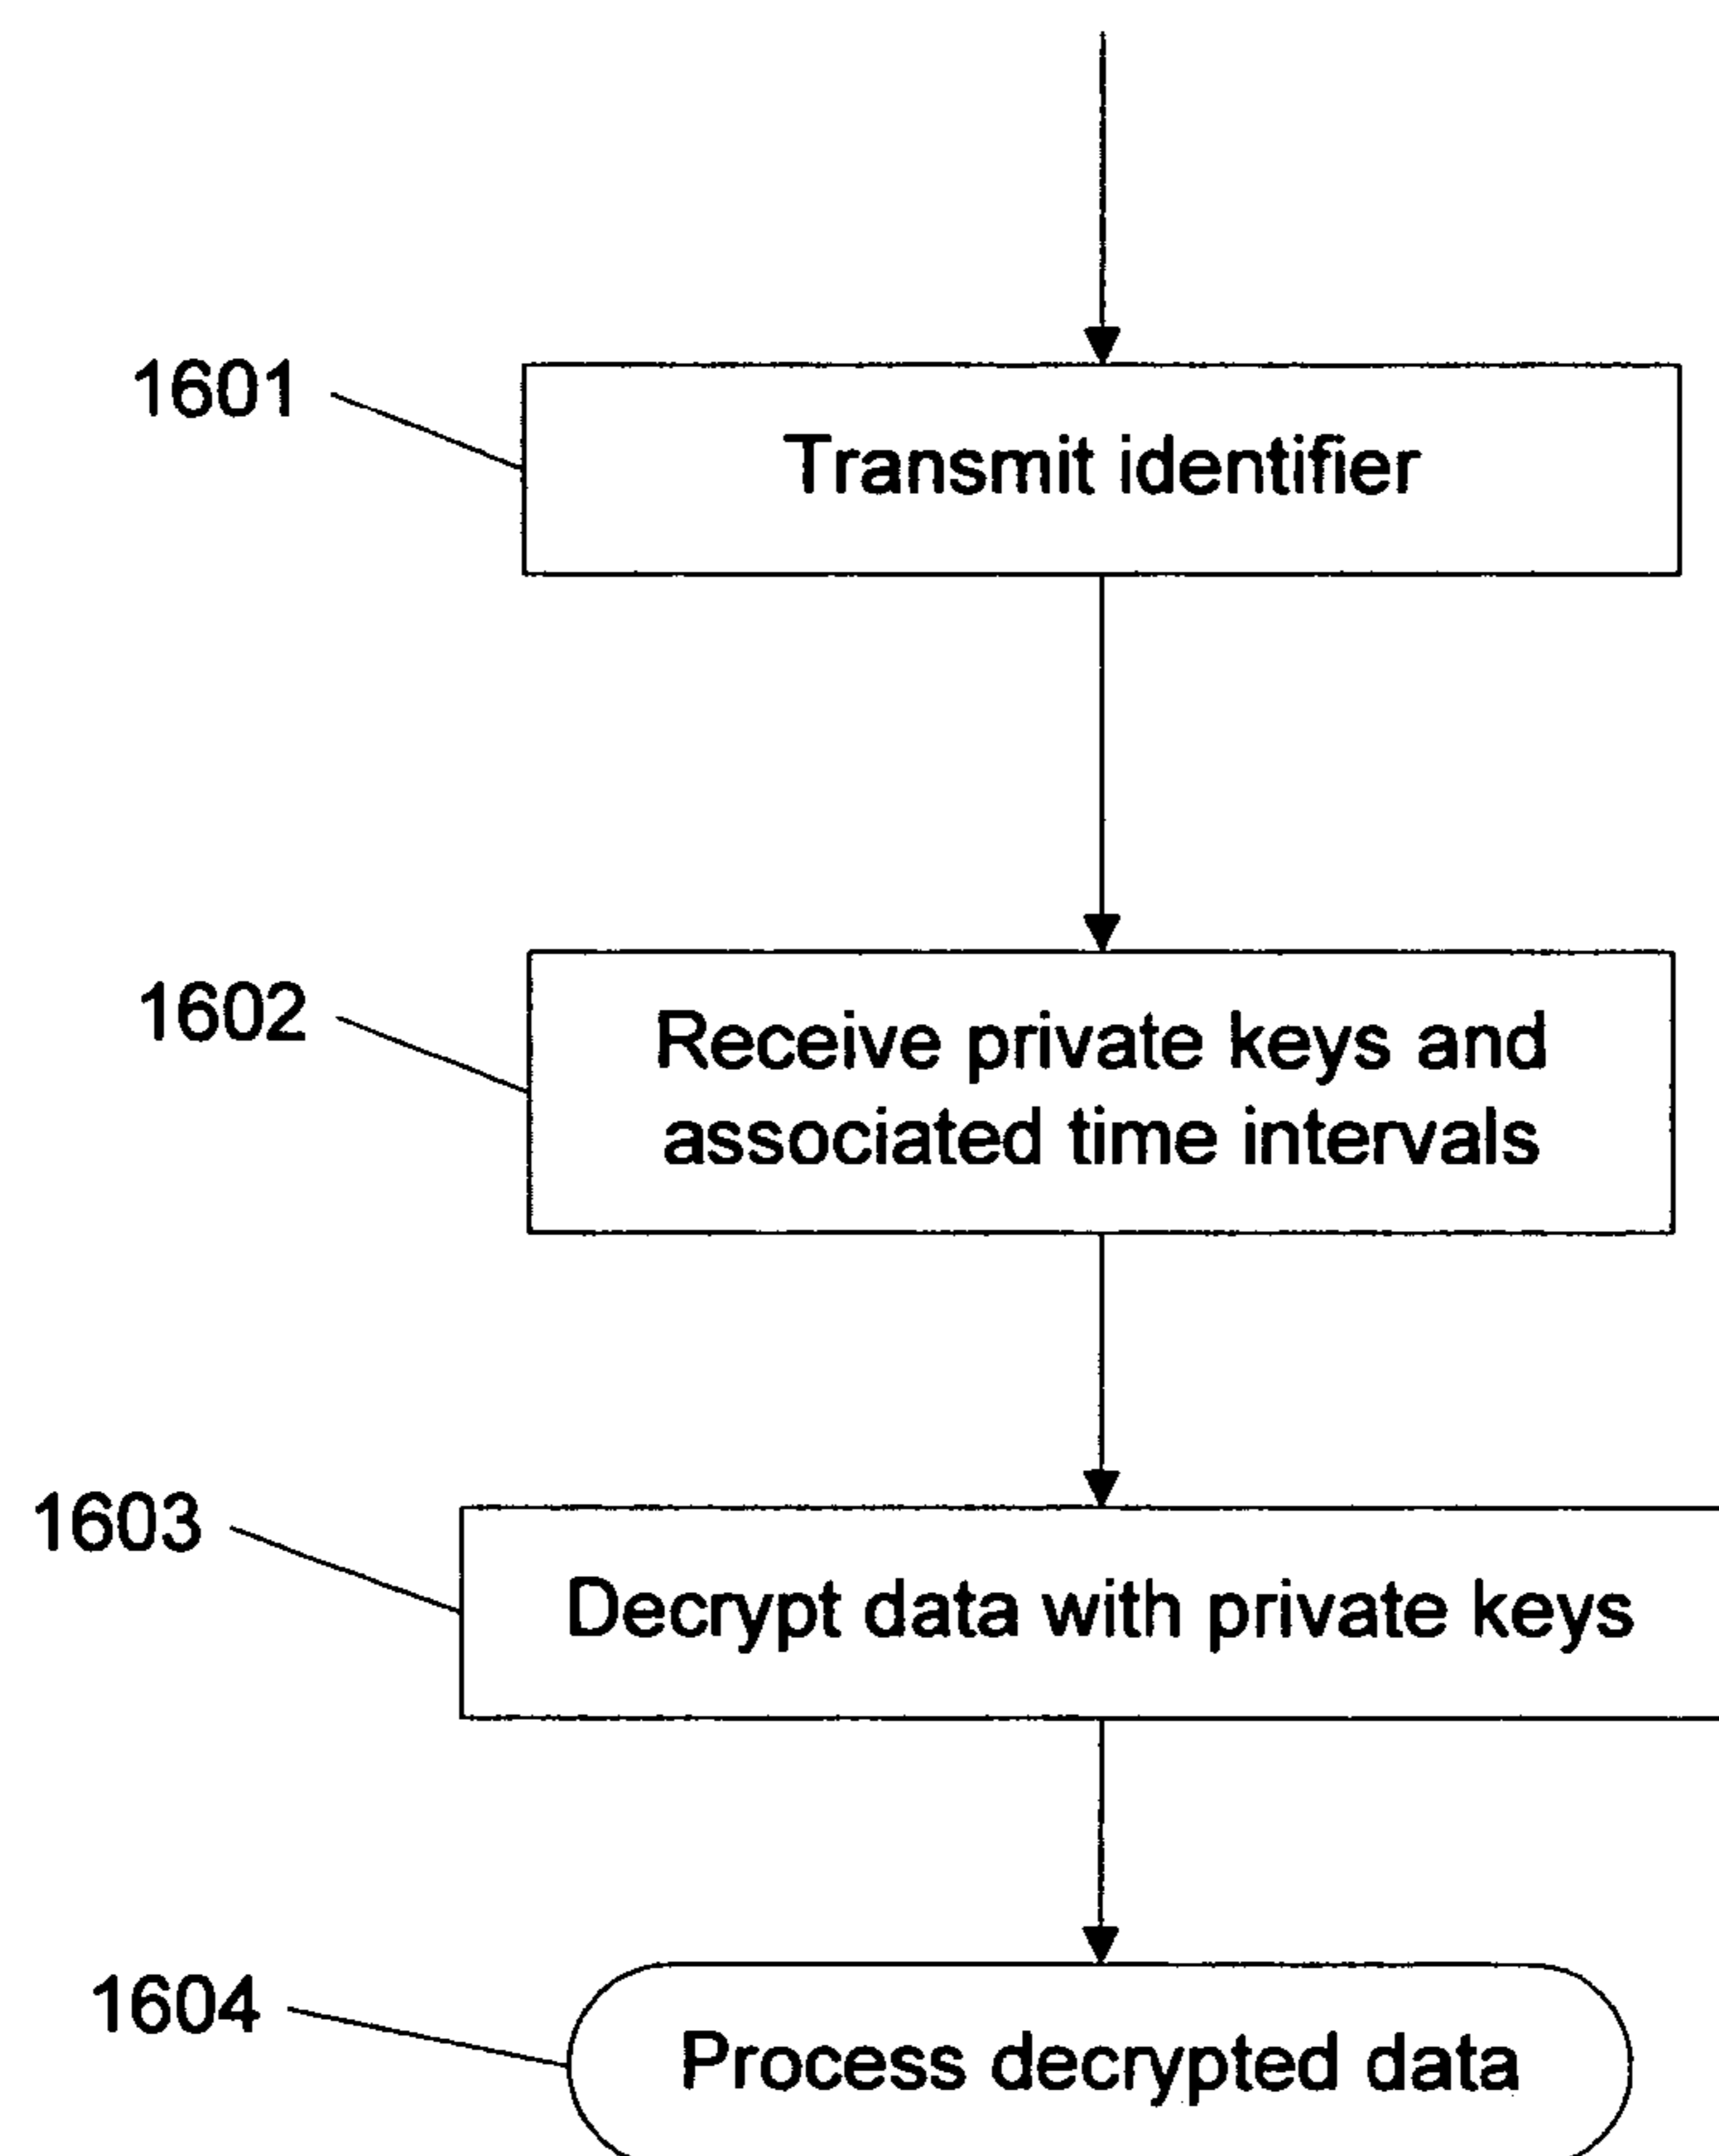 1601
Transmit identifier
1602
Receive private keys and
associated time intervals
1603
Decrypt data with private keys
1604
Process decrypted data